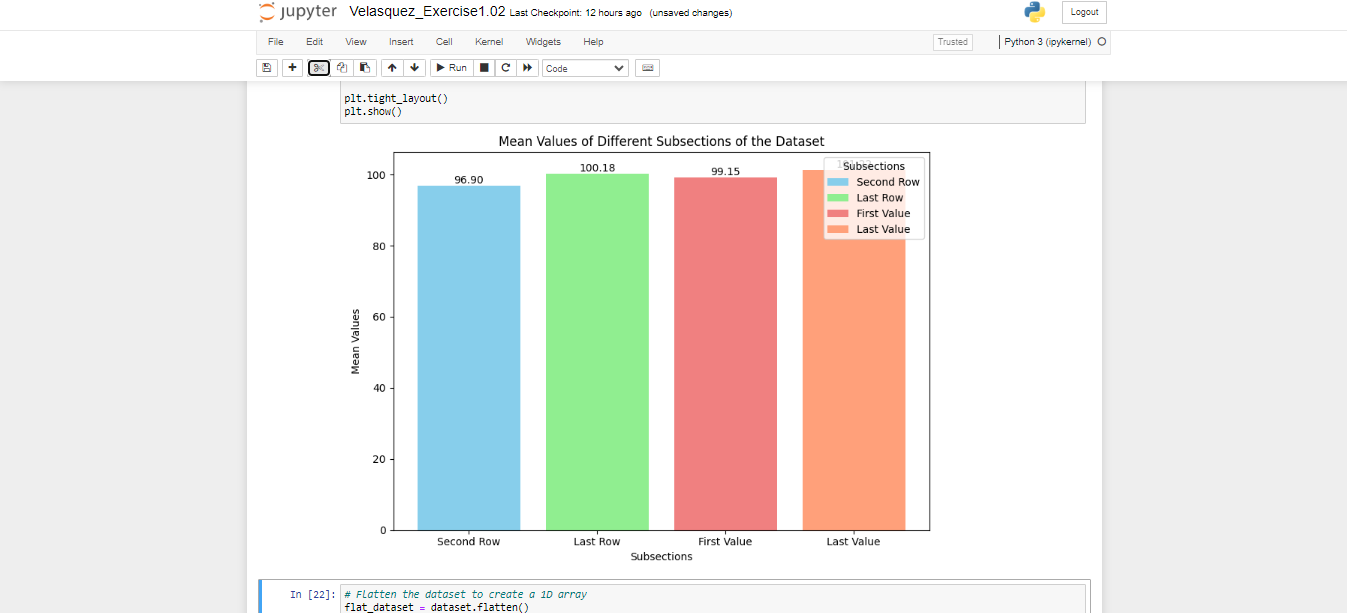 jupyter Velasquez_Exercise1.02 Last Checkpoint: 12 hours ago (unsaved changes)
Logout
File Edit View Insert Cell Kernel Widgets Help
Trusted
Python 3 (ipykernel)
Run
Code
plt.tight_layout()
plt.show()
Mean Values of Different Subsections of the Dataset
Mean Values
100
80
60
40
20
0
96.90
100.18
99.15
Subsections
Second Row
Last Row
First Value
Last Value
Second Row
Last Row
First Value
Last Value
Subsections
In [22]:
# Flatten the dataset to create a 1D array
flat_dataset = dataset.flatten()